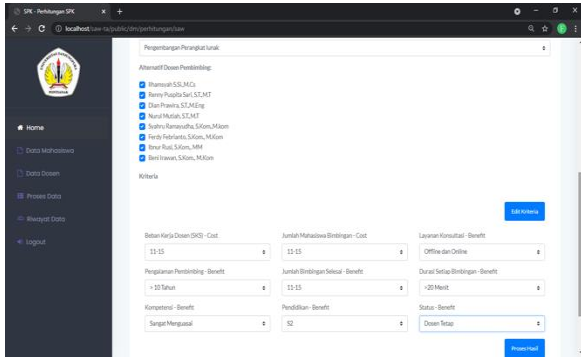 SPK - Perhitungan SPK
localhost/saw-ta/public/dm/perhitungan/saw
Pengembangan Perangkat lunak
Alternatif Dosen Pembimbing:
Rhamsyah S.Si.,M.Cs
Renny Puspita Sari, S.T.,M.T
Dian Prawira, S.T.,M.Eng
Nurul Mutiah, S.T.,M.T
Syahru Ramayudha, S.Kom.,M.kom
Ferdy Febrianto, S.Kom., M.Kom
Ibnur Rusi, S.Kom., MM
Beni Irawan, S.Kom., M.Kom
Kriteria
Home
Data Mahasiswa
Data Dosen
Proses Data
Riwayat Data
Logout
Edit Kriteria
Beban Kerja Dosen (SKS) - Cost
Jumlah Mahasiswa Bimbingan - Cost
Layanan Konsultasi - Benefit
11-15
11-15
Offline dan Online
Pengalaman Pembimbing - Benefit
Jumlah Bimbingan Selesai - Benefit
Durasi Setiap Bimbingan - Benefit
> 10 Tahun
11-15
>20 Menit
Kompetensi - Benefit
Pendidikan - Benefit
Status - Benefit
Sangat Menguasai
S2
Dosen Tetap
Proses Hasil